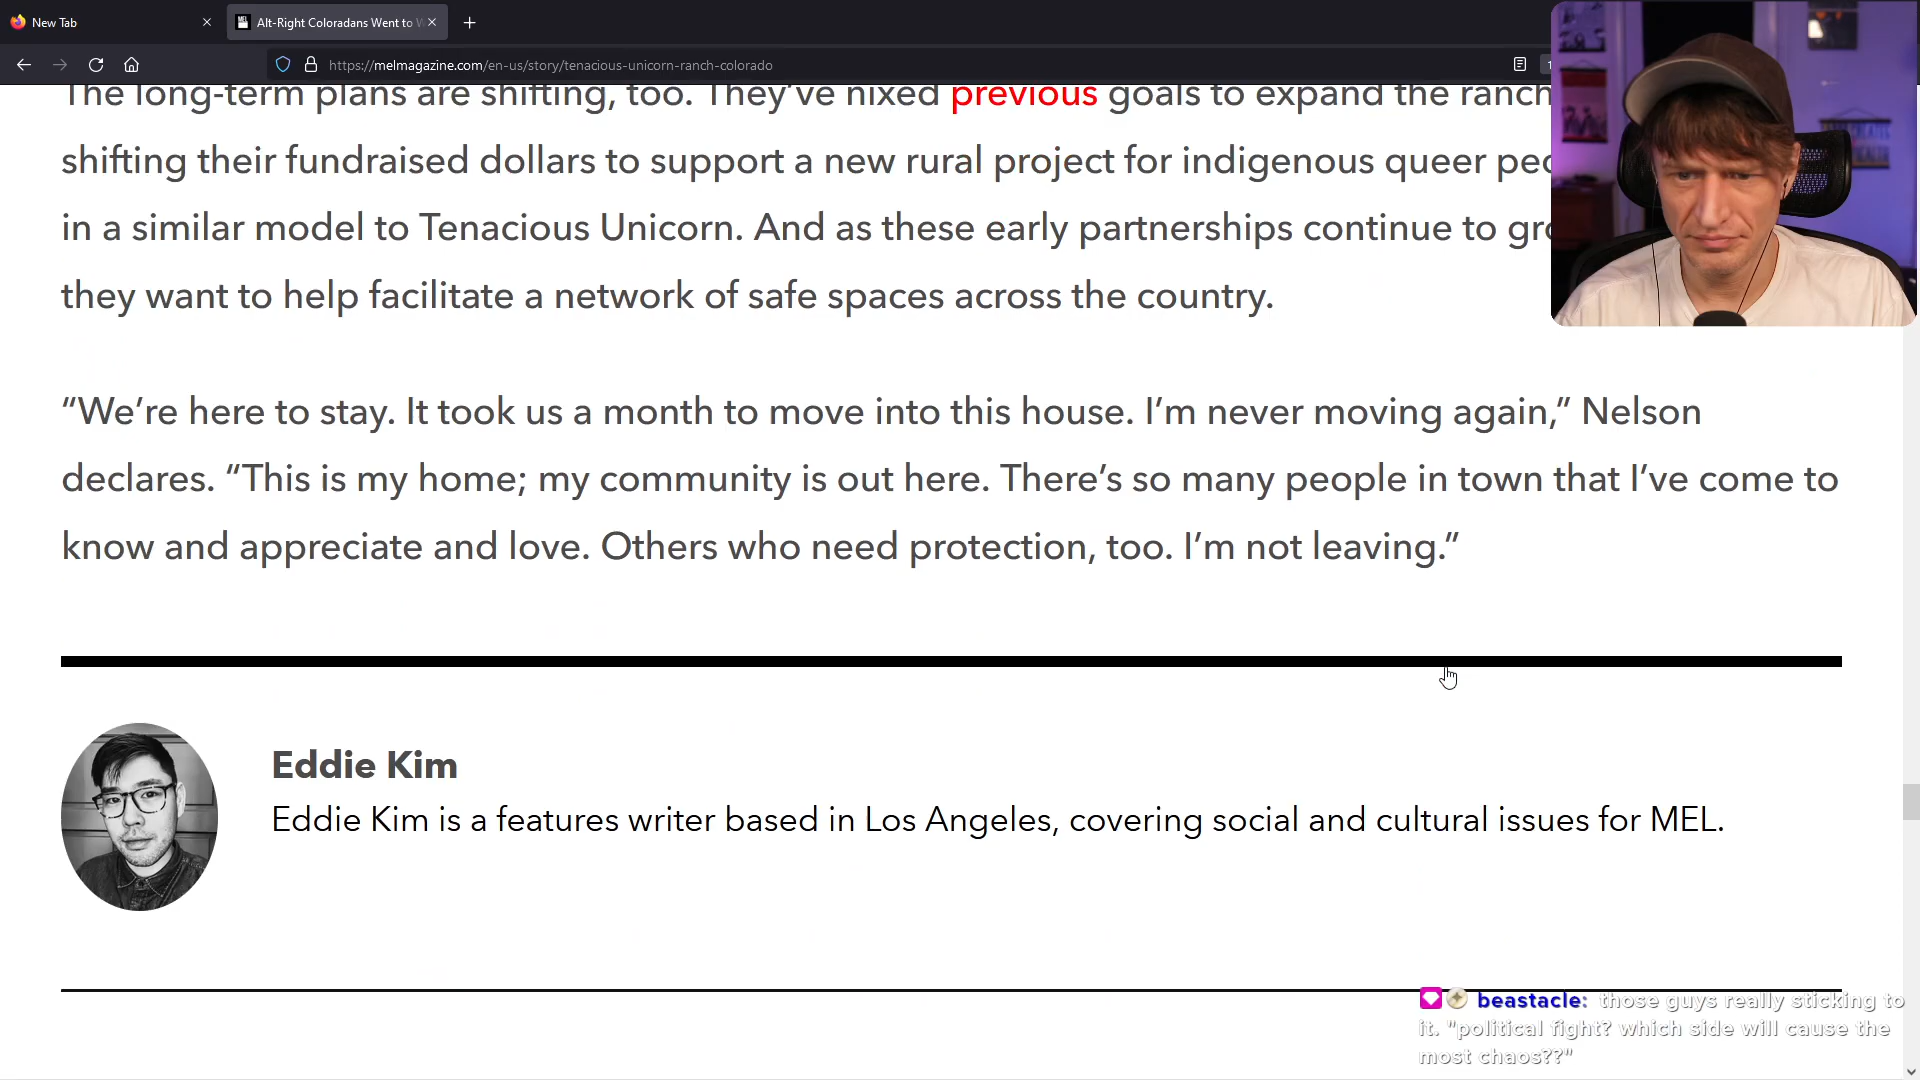 New Tab
Alt-Right Coloradans Went to
https://melmagazine.com/en-us/story/tenacious-unicorn-ranch-colorado
The long-term plans are shifting, too. They’ve nixed previous goals to expand the ranch
shifting their fundraised dollars to support a new rural project for indigenous queer
in a similar model to Tenacious Unicorn. And as these early partnerships continue to
they want to help facilitate a network of safe spaces across the country.
“We’re here to stay. It took us a month to move into this house. I’m never moving again,” Nelson
declares. “This is my home; my community is out here. There’s so many people in town that I’ve come to
know and appreciate and love. Others who need protection, too. I’m not leaving.”
Eddie Kim
Eddie Kim is a features writer based in Los Angeles, covering social and cultural issues for MEL.
beastacle: those guys really sticking to
it. "political fight? which side will cause the
most chaos??"